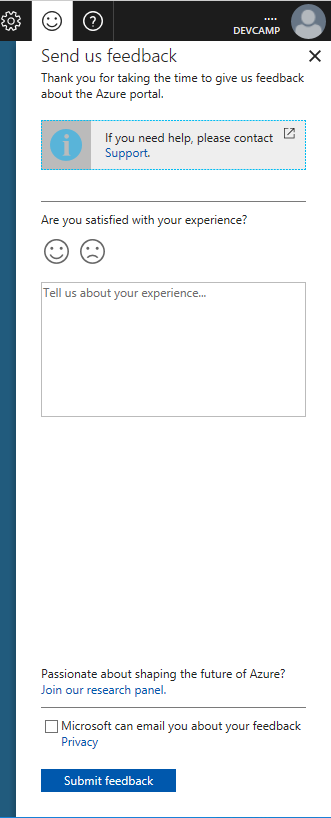 ....
DEVCAMP
Send us feedback
Thank you for taking the time to give us feedback
about the Azure portal.
If you need help, please contact
Support.
Are you satisfied with your experience?
Tell us about your experience...
Passionate about shaping the future of Azure?
Join our research panel.
Microsoft can email you about your feedback
Privacy
Submit feedback